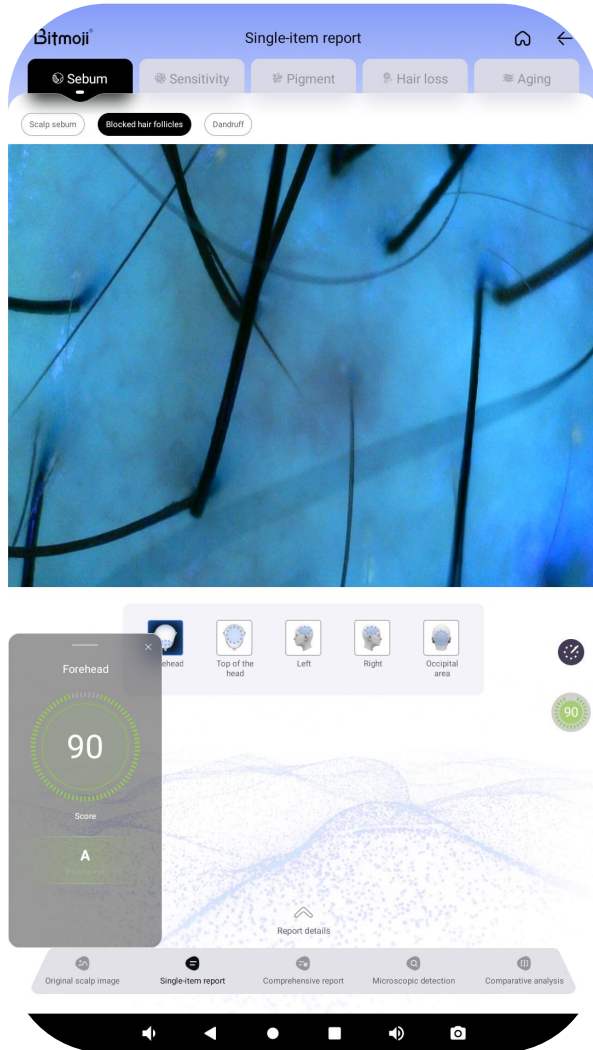 Bitmoji
Single-item report
Sebum
Sensitivity
Pigment
Hair loss
Aging
Scalp sebum
Blocked hair follicles
Dandruff
ehead
Top of the
head
Left
Right
Occipital
area
Forehead
90
Score
A
90
Report details
Original scalp image
Single-item report
Comprehensive report
Microscopic detection
Comparative analysis